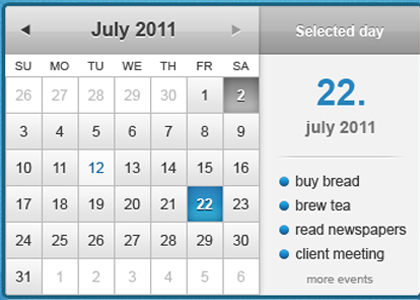 July 2011
SU MO TU WE TH FR SA
26 27 28 29 30 1 2
3 4 5 6 7 8 9
10 11 12 13 14 15 16
17 18 19 20 21 22 23
24 25 26 27 28 29 30
31 1 2 3 4 5 6
Selected day
22.
july 2011
buy bread
brew tea
read newspapers
client meeting
more events